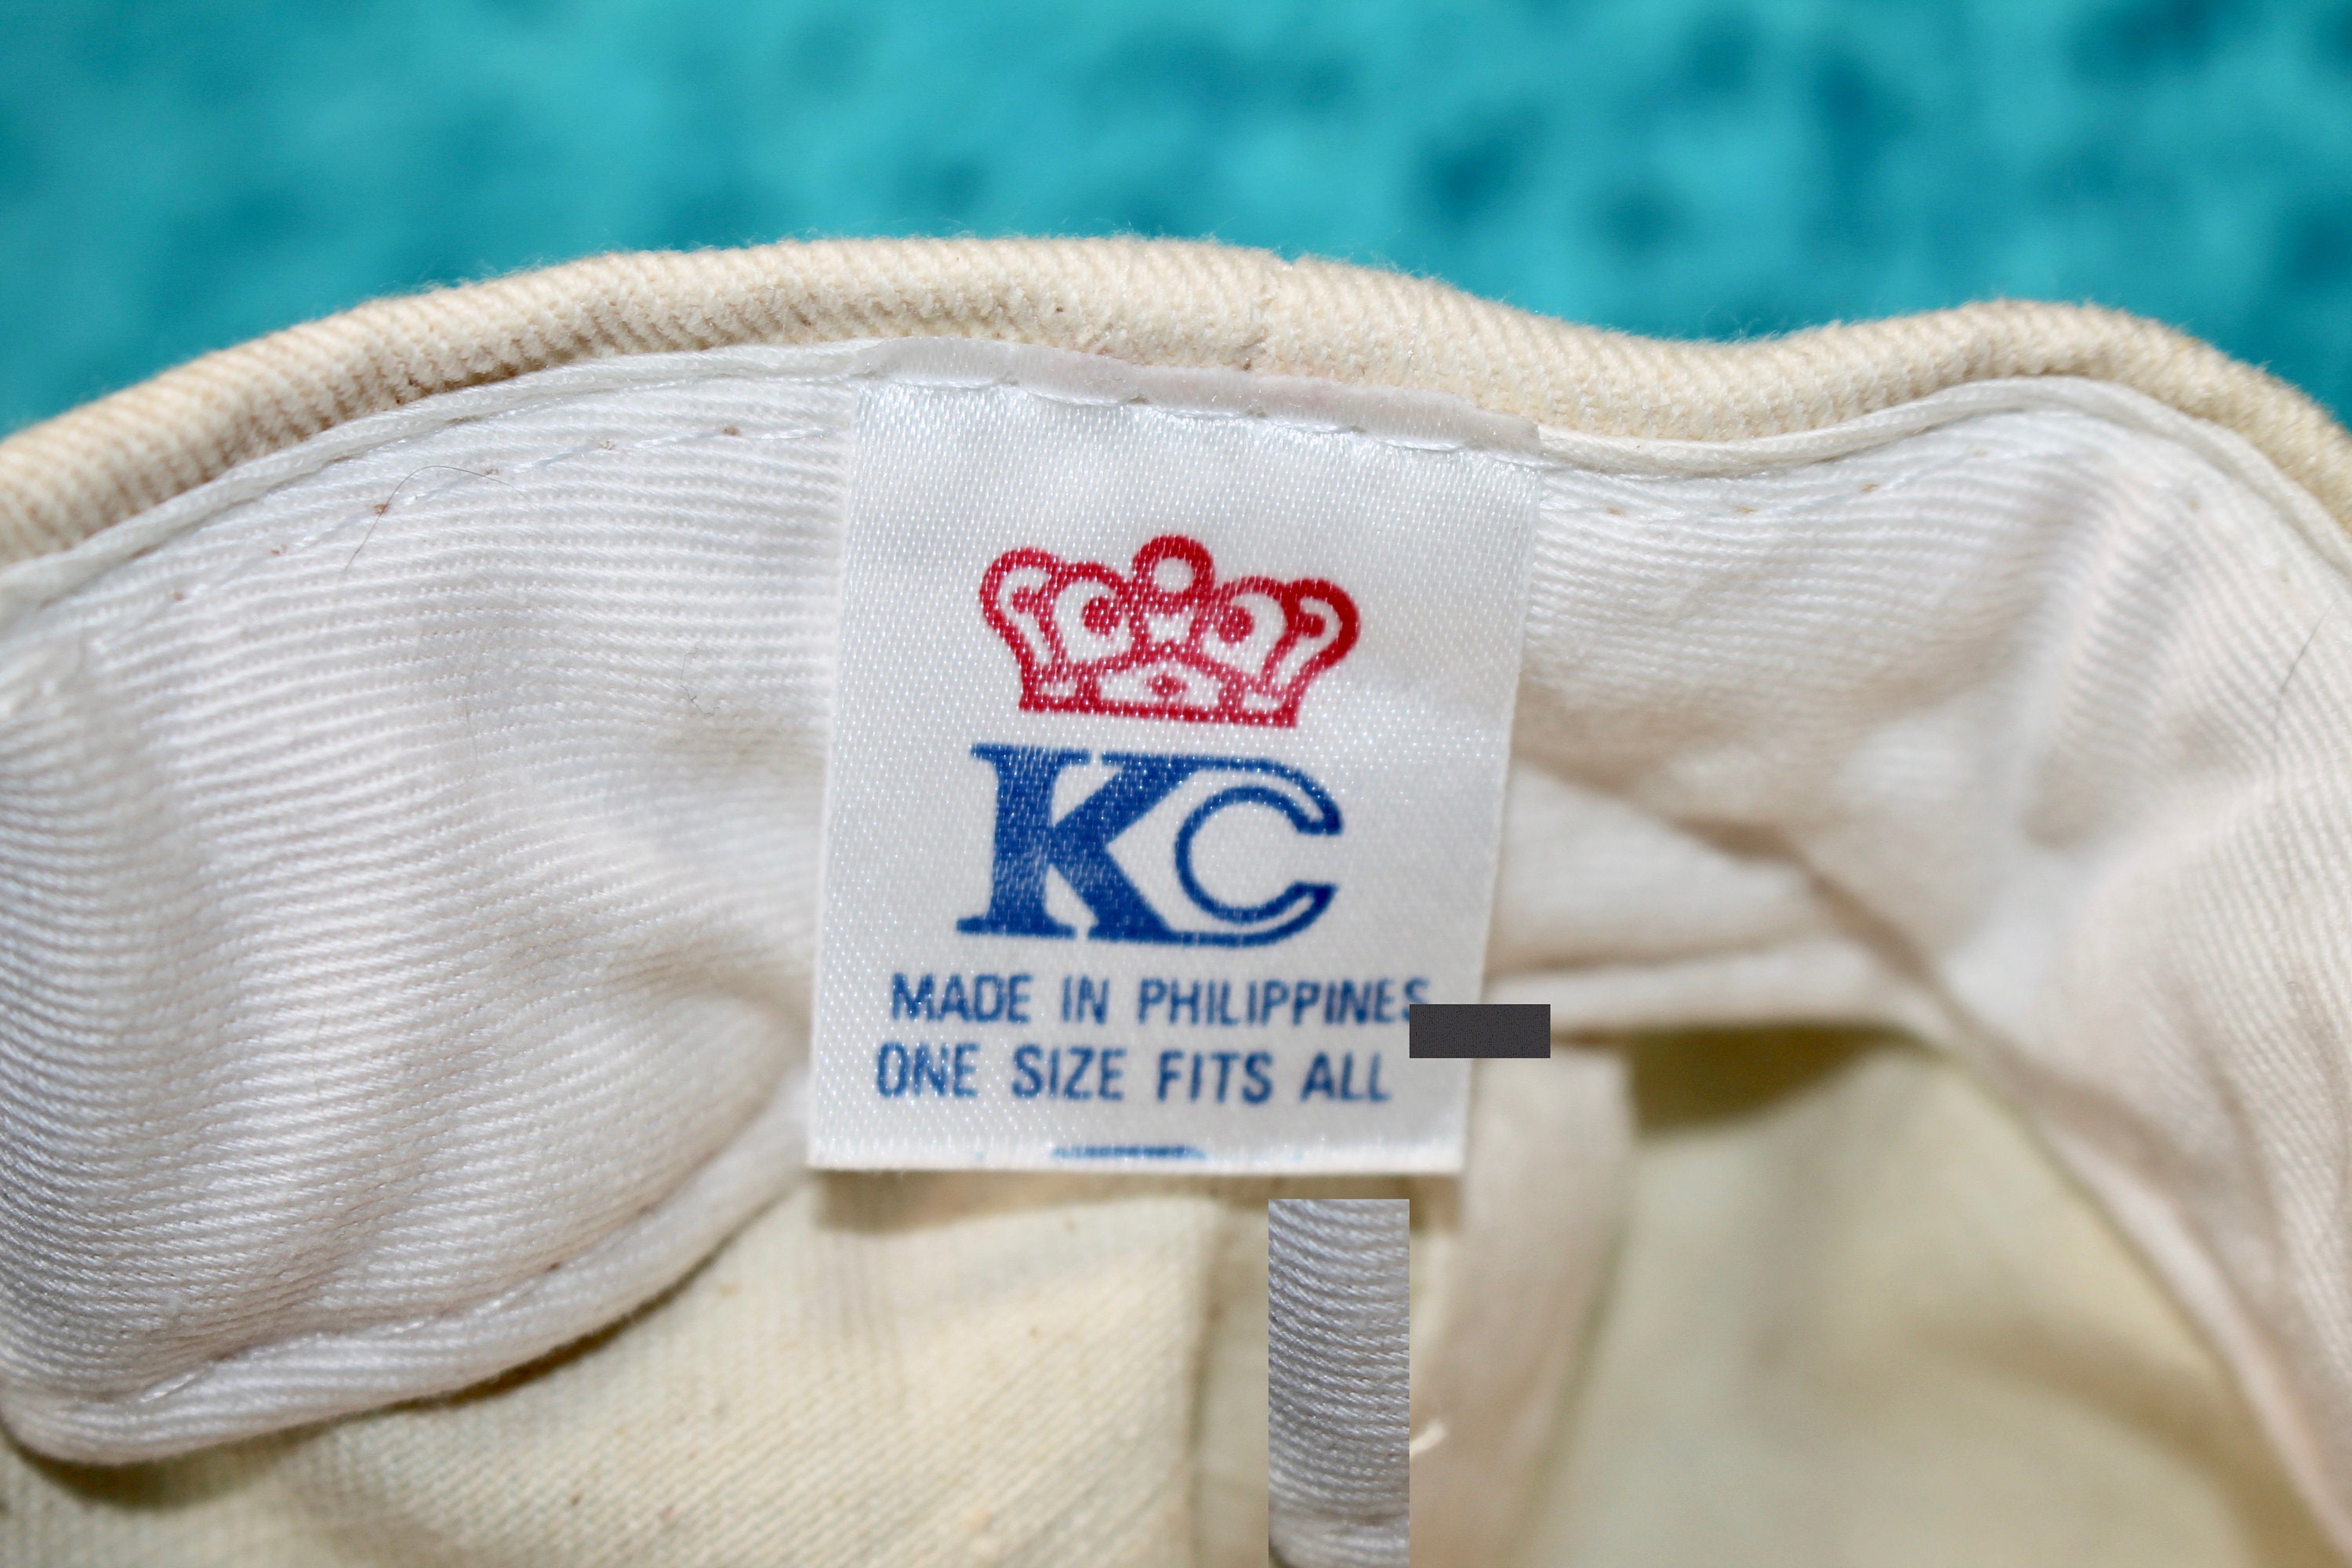 KC
MADE IN PHILIPPINES
ONE SIZE FITS ALL